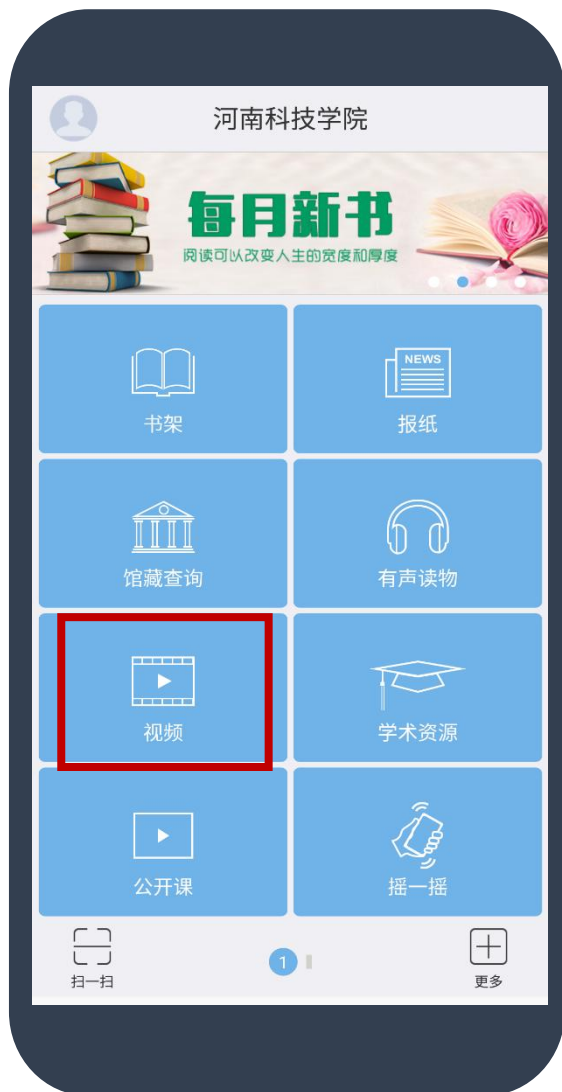 河南科技学院
每月新书
阅读可以改变人生的宽度和厚度
书架
NEWS
报纸
馆藏查询
有声读物
视频
学术资源
公开课
摇一摇
扫一扫
1
更多